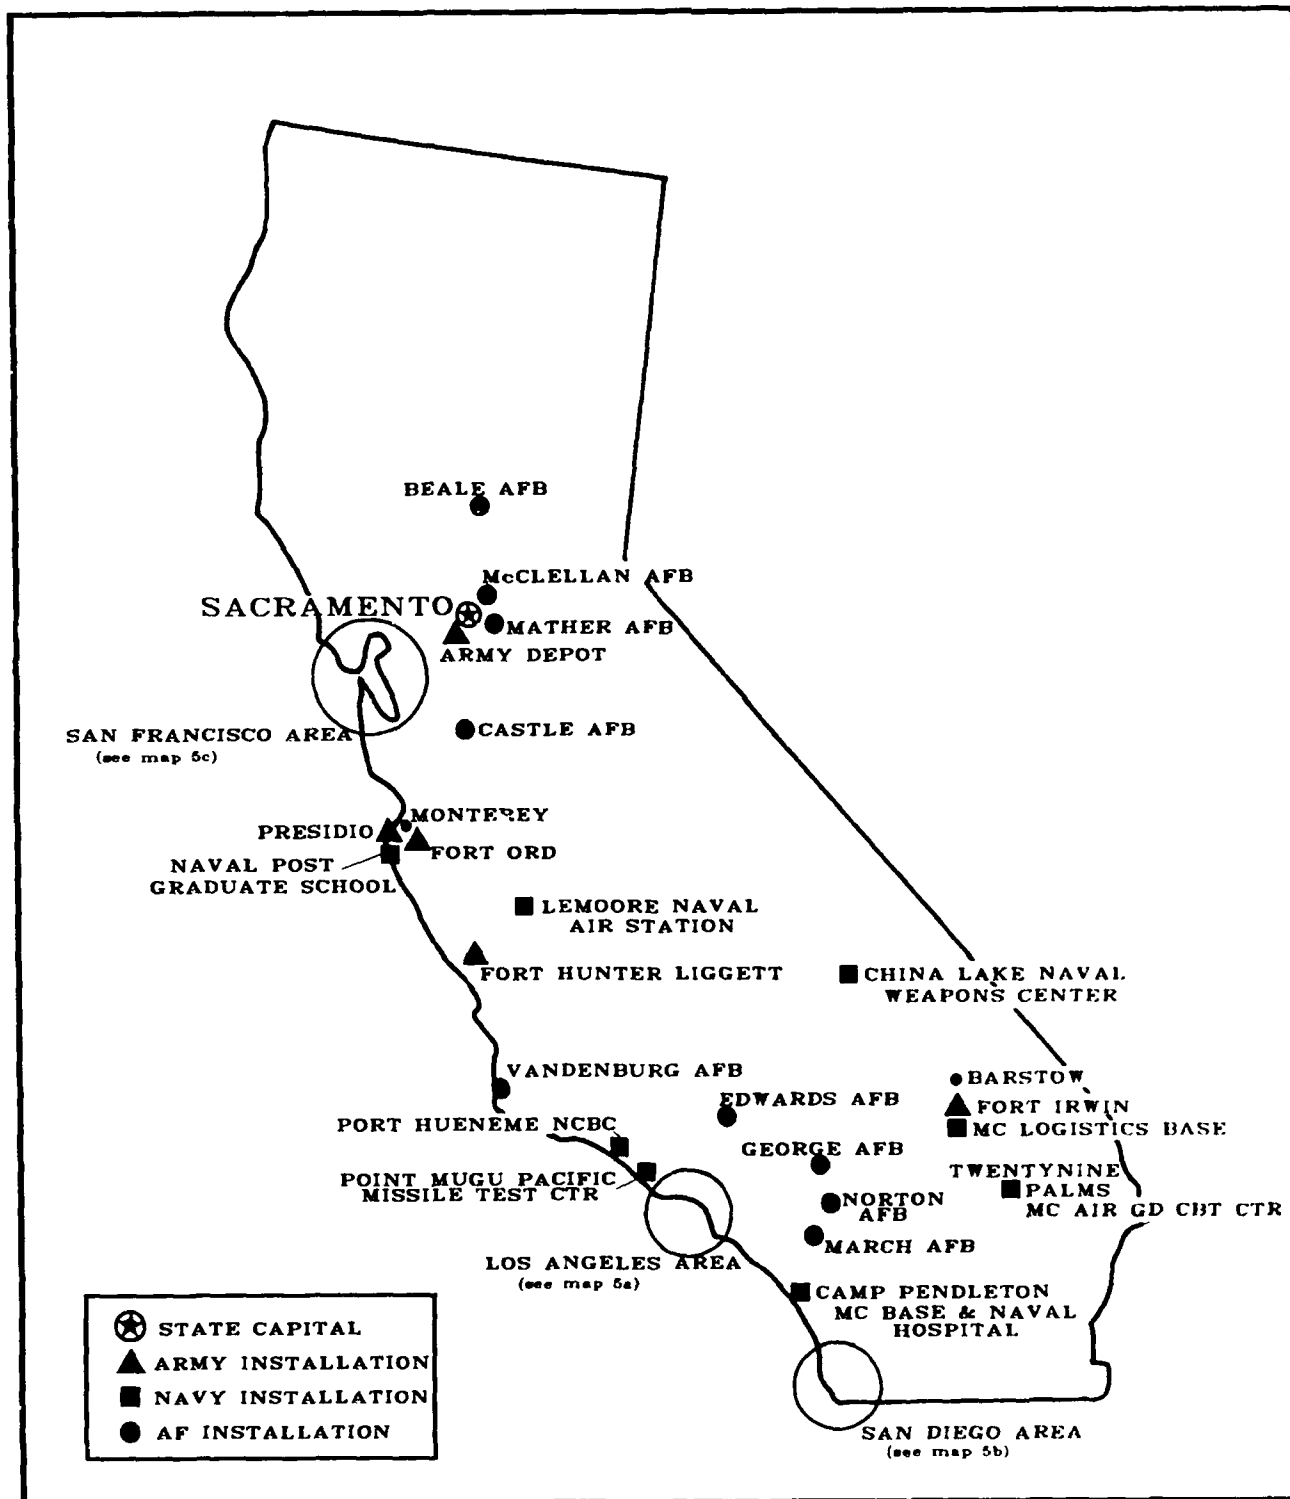 BEALE AFB
McCLELLAN AFB
SACRAMENTO
MATHER AFB
ARMY DEPOT
SAN FRANCISCO AREA
(see map 5c)
CASTLE AFB
MONTEREY
PRESIDIO
FORT ORD
NAVAL POST
GRADUATE SCHOOL
LEMOORE NAVAL
AIR STATION
FORT HUNTER LIGGETT
CHINA LAKE NAVAL
WEAPONS CENTER
VANDENBURG AFB
BARSTOW
EDWARDS AFB
FORT IRWIN
PORT HUENEME NCBC
MC LOGISTICS BASE
GEORGE AFB
POINT MUGU PACIFIC
MISSILE TEST CTR
TWENTYNINE
PALMS
MC AIR GD CBT CTR
NORTON
AFB
MARCH AFB
LOS ANGELES AREA
(see map 5a)
CAMP PENDLETON
MC BASE & NAVAL
HOSPITAL
STATE CAPITAL
ARMY INSTALLATION
NAVY INSTALLATION
AF INSTALLATION
SAN DIEGO AREA
(see map 5b)